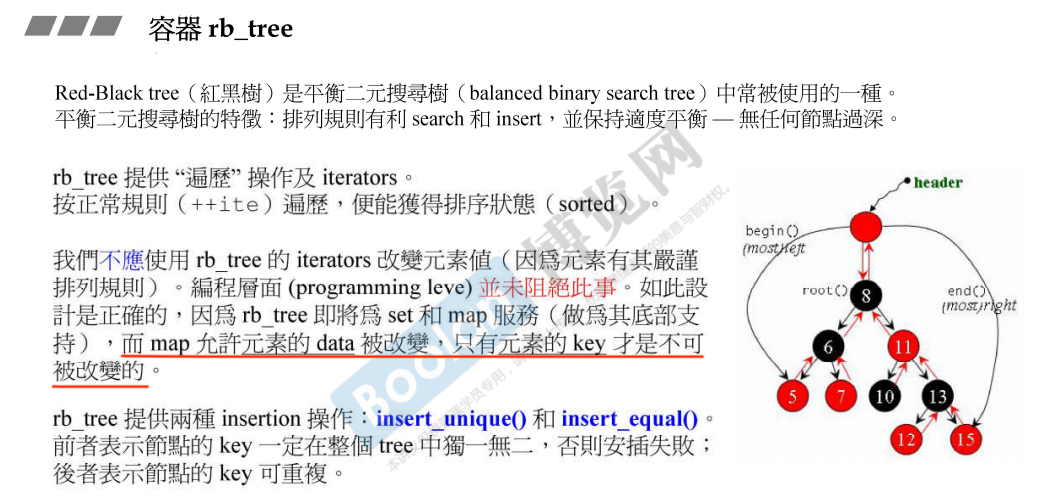 容器 rb_tree
Red-Black tree（紅黑樹）是平衡二元搜尋樹（balanced binary search tree）中常被使用的一種。
平衡二元搜尋樹的特徵：排列規則有利 search 和 insert，並保持適度平衡 — 無任何節點過深。
rb_tree 提供 “遍歷” 操作及 iterators。
按正常規則（++ite）遍歷，便能獲得排序狀態（sorted）。
我們不應使用 rb_tree 的 iterators 改變元素值（因爲元素有其嚴謹
排列規則）。編程層面 (programming leve) 並未阻絕此事。如此設
計是正確的，因爲 rb_tree 即將爲 set 和 map 服務（做爲其底部支
持），而 map 允許元素的 data 被改變，只有元素的 key 才是不可
被改變的。
rb_tree 提供兩種 insertion 操作：insert_unique() 和 insert_equal()。
前者表示節點的 key 一定在整個 tree 中獨一無二，否則安插失敗；
後者表示節點的 key 可重複。
header
begin()
(most)left
root()
end()
(most)right
8
6
11
5
7
10
13
12
15
Boolan
博览网